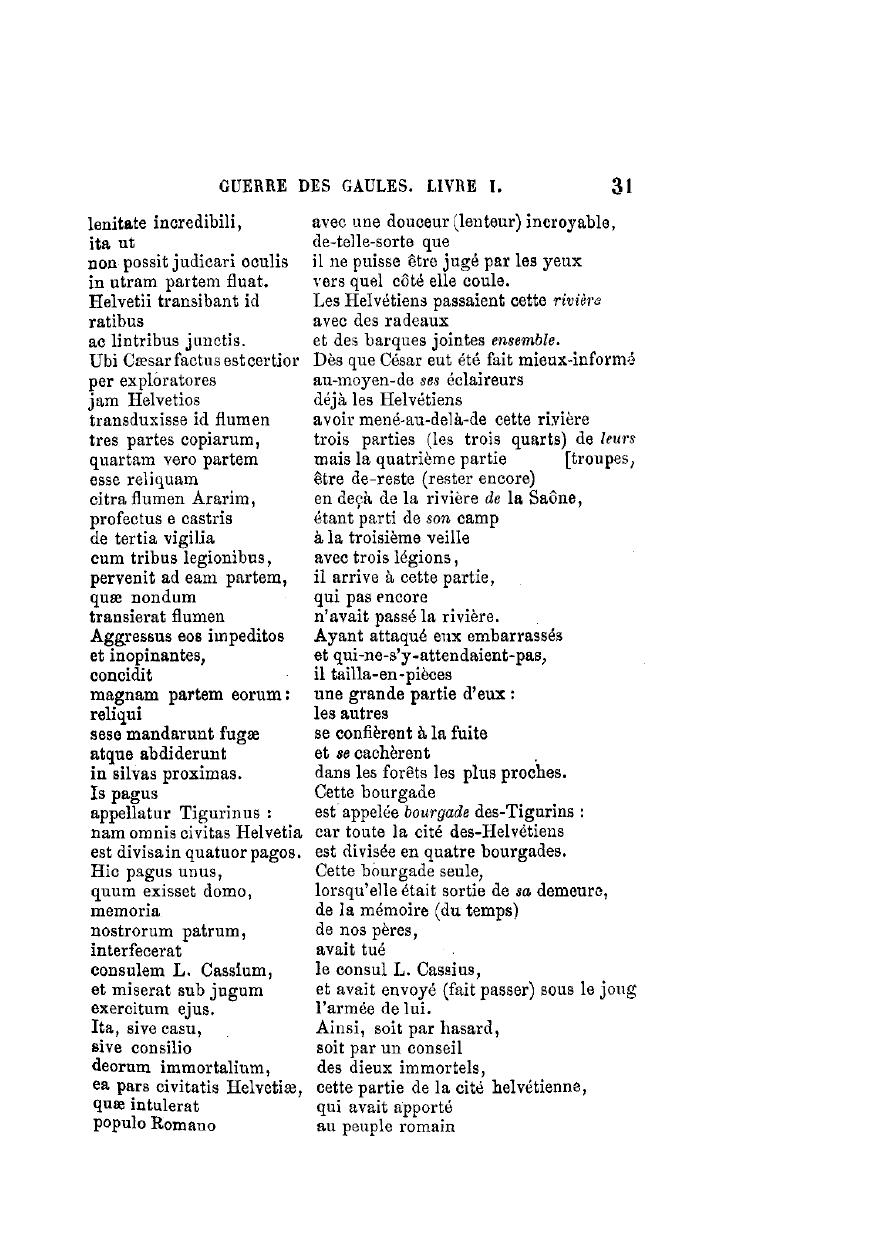 GUERRE DES GAULES. LIVRE I. 31
lenitate incredibili, avec une douceur (lenteur) incroyable,
ita ut de-telle-sorte que
non possit judicari oculis il ne puisse être jugé par les yeux
in utram partem fluat. vers quel côté elle coule.
Helvetii transibant id Les Helvétiens passaient cette rivière
ratibus avec des radeaux
ac lintribus junctis. et des barques jointes ensemble.
Ubi Cæsar factus est certior Dès que César eut été fait mieux-informé
per exploratores au-moyen-de ses éclaireurs
jam Helvetios déjà les Helvétiens
transduxisse id flumen avoir mené-au-delà-de cette rivière
tres partes copiarum, trois parties (les trois quarts) de leurs
quartam vero partem mais la quatrième partie [troupes,
esse reliquam être de-reste (rester encore)
citra flumen Ararim, en deçà de la rivière de la Saône,
profectus e castris étant parti de son camp
de tertia vigilia à la troisième veille
cum tribus legionibus, avec trois légions,
pervenit ad eam partem, il arrive à cette partie,
quæ nondum qui pas encore
transierat flumen n'avait passé la rivière.
Aggressus eos impeditos Ayant attaqué eux embarrassés
et inopinantes, et qui-ne-s'y-attendaient-pas,
concidit il tailla-en-pièces
magnam partem eorum: une grande partie d'eux :
reliqui les autres
sese mandarunt fugæ se confièrent à la fuite
atque abdiderunt et se cachèrent
in silvas proximas. dans les forêts les plus proches.
Is pagus Cette bourgade
appellatur Tigurinus : est appelée bourgade des-Tigurins :
nam omnis civitas Helvetia car toute la cité des-Helvétiens
est divisa in quatuor pagos. est divisée en quatre bourgades.
Hic pagus unus, Cette bourgade seule,
quum exisset domo, lorsqu'elle était sortie de sa demeure,
memoria de la mémoire (du temps)
nostrorum patrum, de nos pères,
interfecerat avait tué
consulem L. Cassium, le consul L. Cassius,
et miserat sub jugum et avait envoyé (fait passer) sous le joug
exercitum ejus. l'armée de lui.
Ita, sive casu, Ainsi, soit par hasard,
sive consilio soit par un conseil
deorum immortalium, des dieux immortels,
ea pars civitatis Helvetiæ, cette partie de la cité helvétienne,
quæ intulerat qui avait apporté
populo Romano au peuple romain